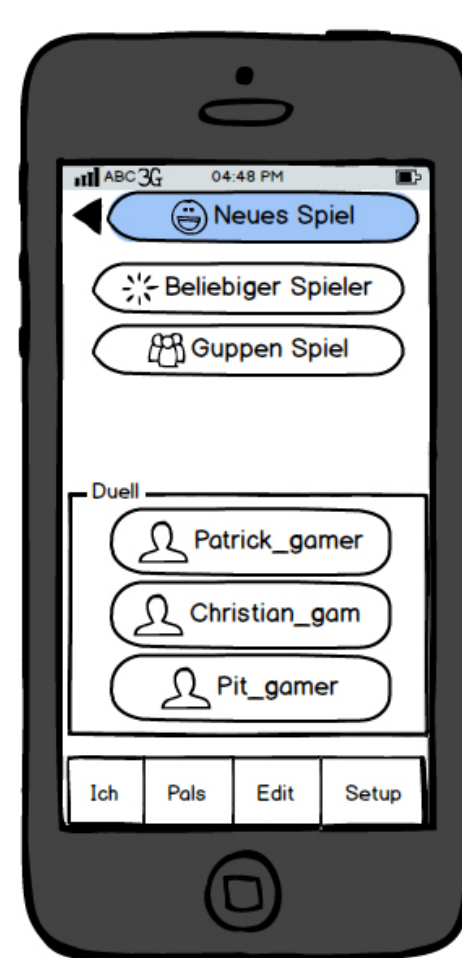 ABC 3G 04:48 PM
Neues Spiel
Beliebiger Spieler
Guppen Spiel
Duell
Patrick_gamer
Christian_gam
Pit_gamer
Ich Pals Edit Setup